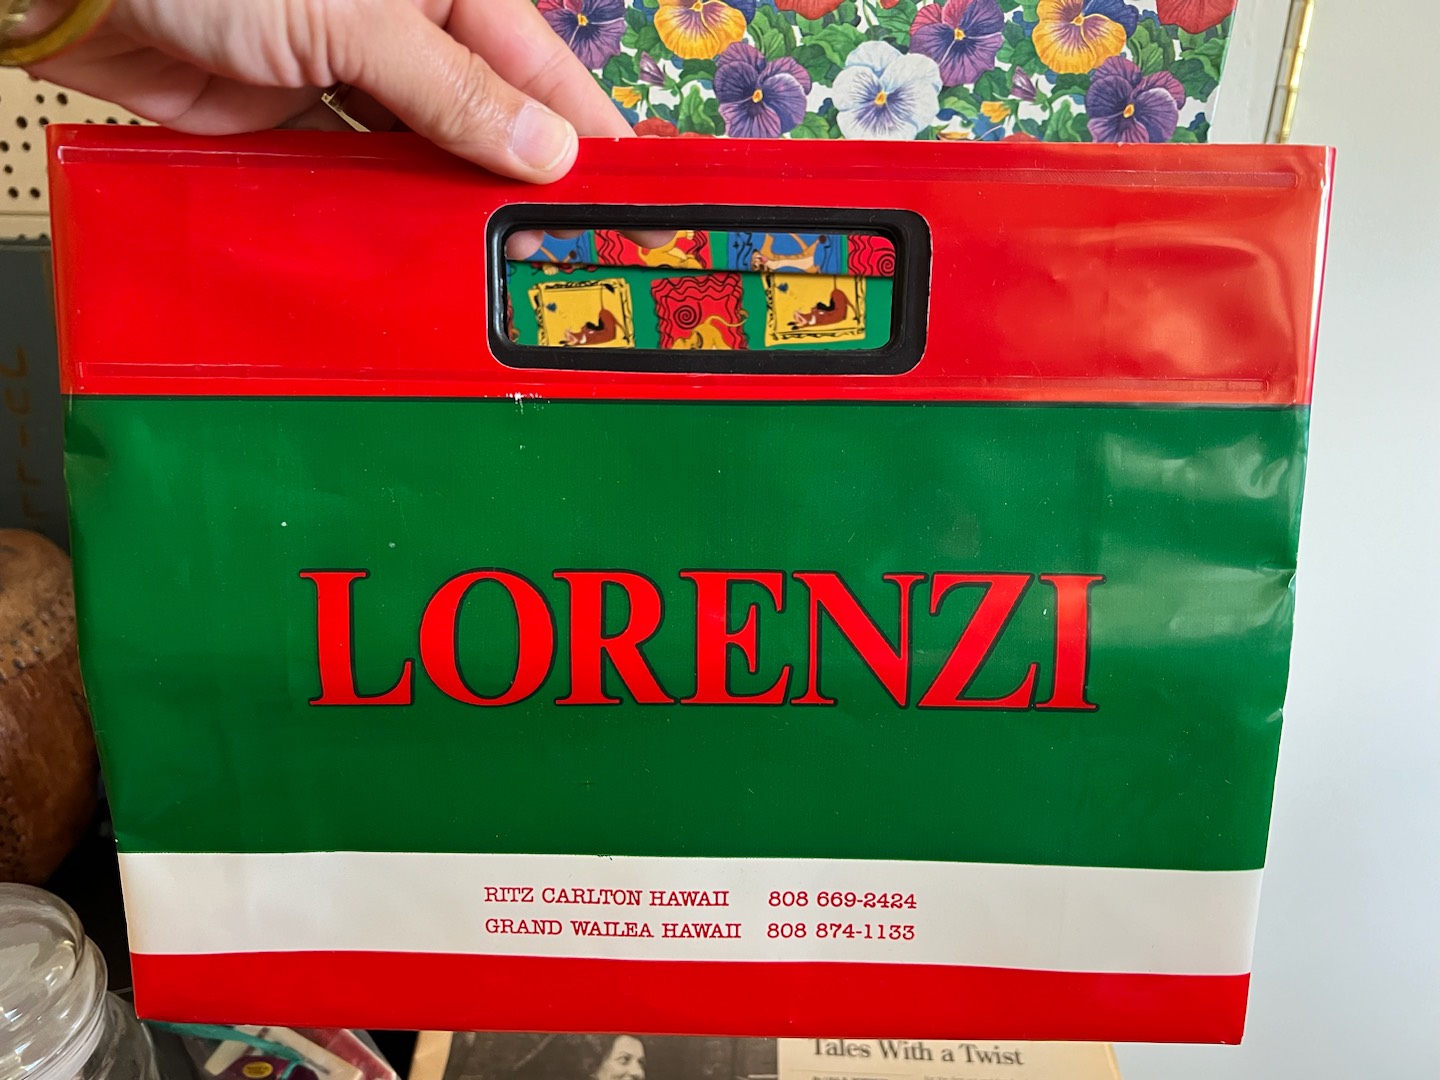 LORENZI
RITZ CARLTON HAWAII 808 669-2424
GRAND WAILEA HAWAII 808 874-1133
Tales With a Twist